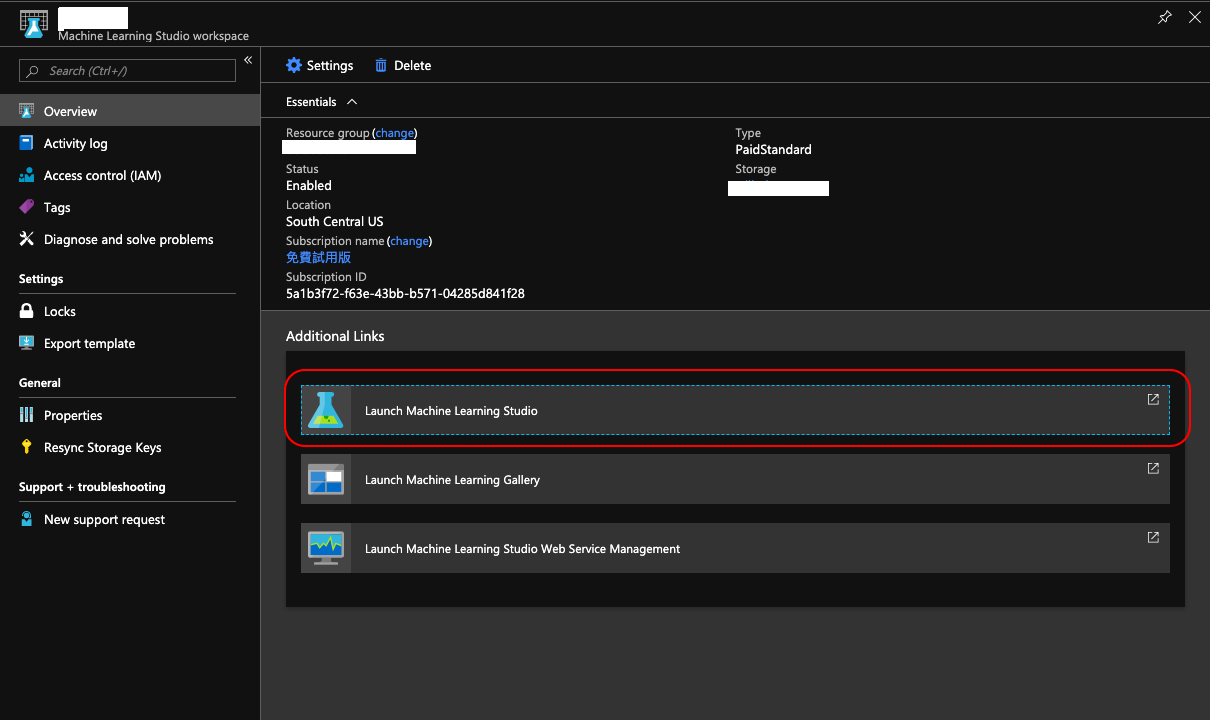 Machine Learning Studio workspace
Search (Ctrl+/)
«
Overview
Activity log
Access control (IAM)
Tags
Diagnose and solve problems
Settings
Locks
Export template
General
Properties
Resync Storage Keys
Support + troubleshooting
New support request
Settings Delete
Essentials
Resource group (change)
Status
Enabled
Location
South Central US
Subscription name (change)
免費試用版
Subscription ID
5a1b3f72-f63e-43bb-b571-04285d841f28
Type
PaidStandard
Storage
Additional Links
Launch Machine Learning Studio
Launch Machine Learning Gallery
Launch Machine Learning Studio Web Service Management